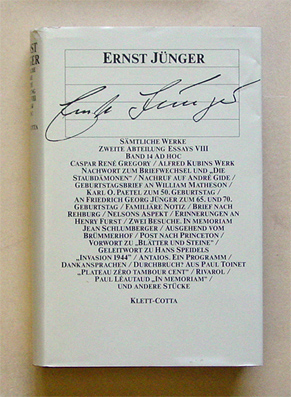 ERNST JÜNGER
Ernst Jünger
SÄMTLICHE WERKE
ZWEITE ABTEILUNG ESSAYS VIII
BAND 14 AD HOC
CASPAR RENÉ GREGORY / ALFRED KUBINS WERK
NACHWORT ZUM BRIEFWECHSEL UND „DIE
STAUBDÄMONEN“ / NACHRUF AUF ANDRÉ GIDE /
GEBURTSTAGSBRIEF AN WILLIAM MATHESON /
KARL O. PAETEL ZUM 50. GEBURTSTAG /
AN FRIEDRICH GEORG JÜNGER ZUM 65. UND 70.
GEBURTSTAG / FAMILIÄRE NOTIZ / BRIEF NACH
REHBURG / NELSONS ASPEKT / ERINNERUNGEN AN
HENRY FURST / ZWEI BESUCHE. IN MEMORIAM
JEAN SCHLUMBERGER / AUSGEHEND VOM
BRÜMMERHOF / POST NACH PRINCETON /
VORWORT ZU „BLÄTTER UND STEINE“ /
GELEITWORT ZU HANS SPEIDELS
„INVASION 1944“ / ANTAIOS. EIN PROGRAMM /
DANKANSPRACHEN / DURCHBRUCH? AUS PAUL TOINET
„PLATEAU ZÉRO TAMBOUR CENT“ / RIVAROL /
PAUL LÉAUTAUD „IN MEMORIAM“ /
UND ANDERE STÜCKE
KLETT-COTTA
ERNST
JÜNGER
COTTA